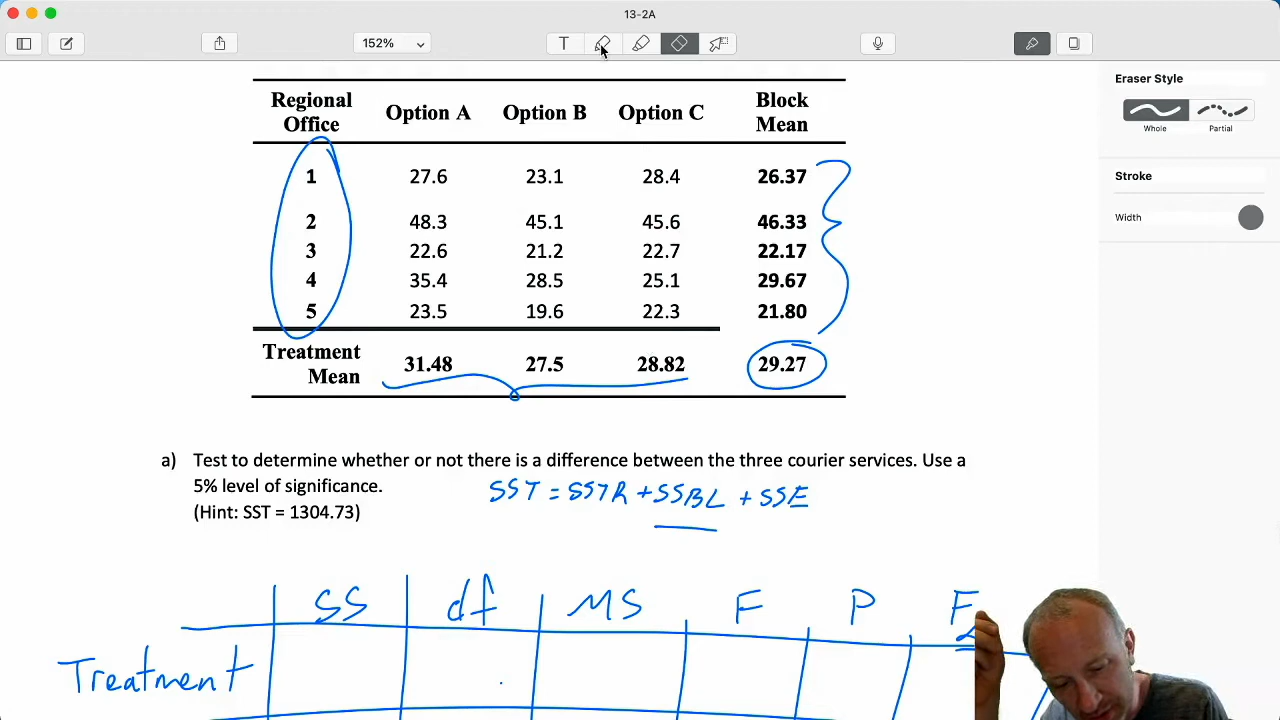 13-2A
152%
T
Eraser Style
Whole
Partial
Stroke
Width
Regional Office Option A Option B Option C Block Mean
1 27.6 23.1 28.4 26.37
2 48.3 45.1 45.6 46.33
3 22.6 21.2 22.7 22.17
4 35.4 28.5 25.1 29.67
5 23.5 19.6 22.3 21.80
Treatment Mean 31.48 27.5 28.82 29.27
a) Test to determine whether or not there is a difference between the three courier services. Use a
5% level of significance.
(Hint: SST = 1304.73)
SST = SSTR + SSBL + SSE
SS df MS F P F
Treatment